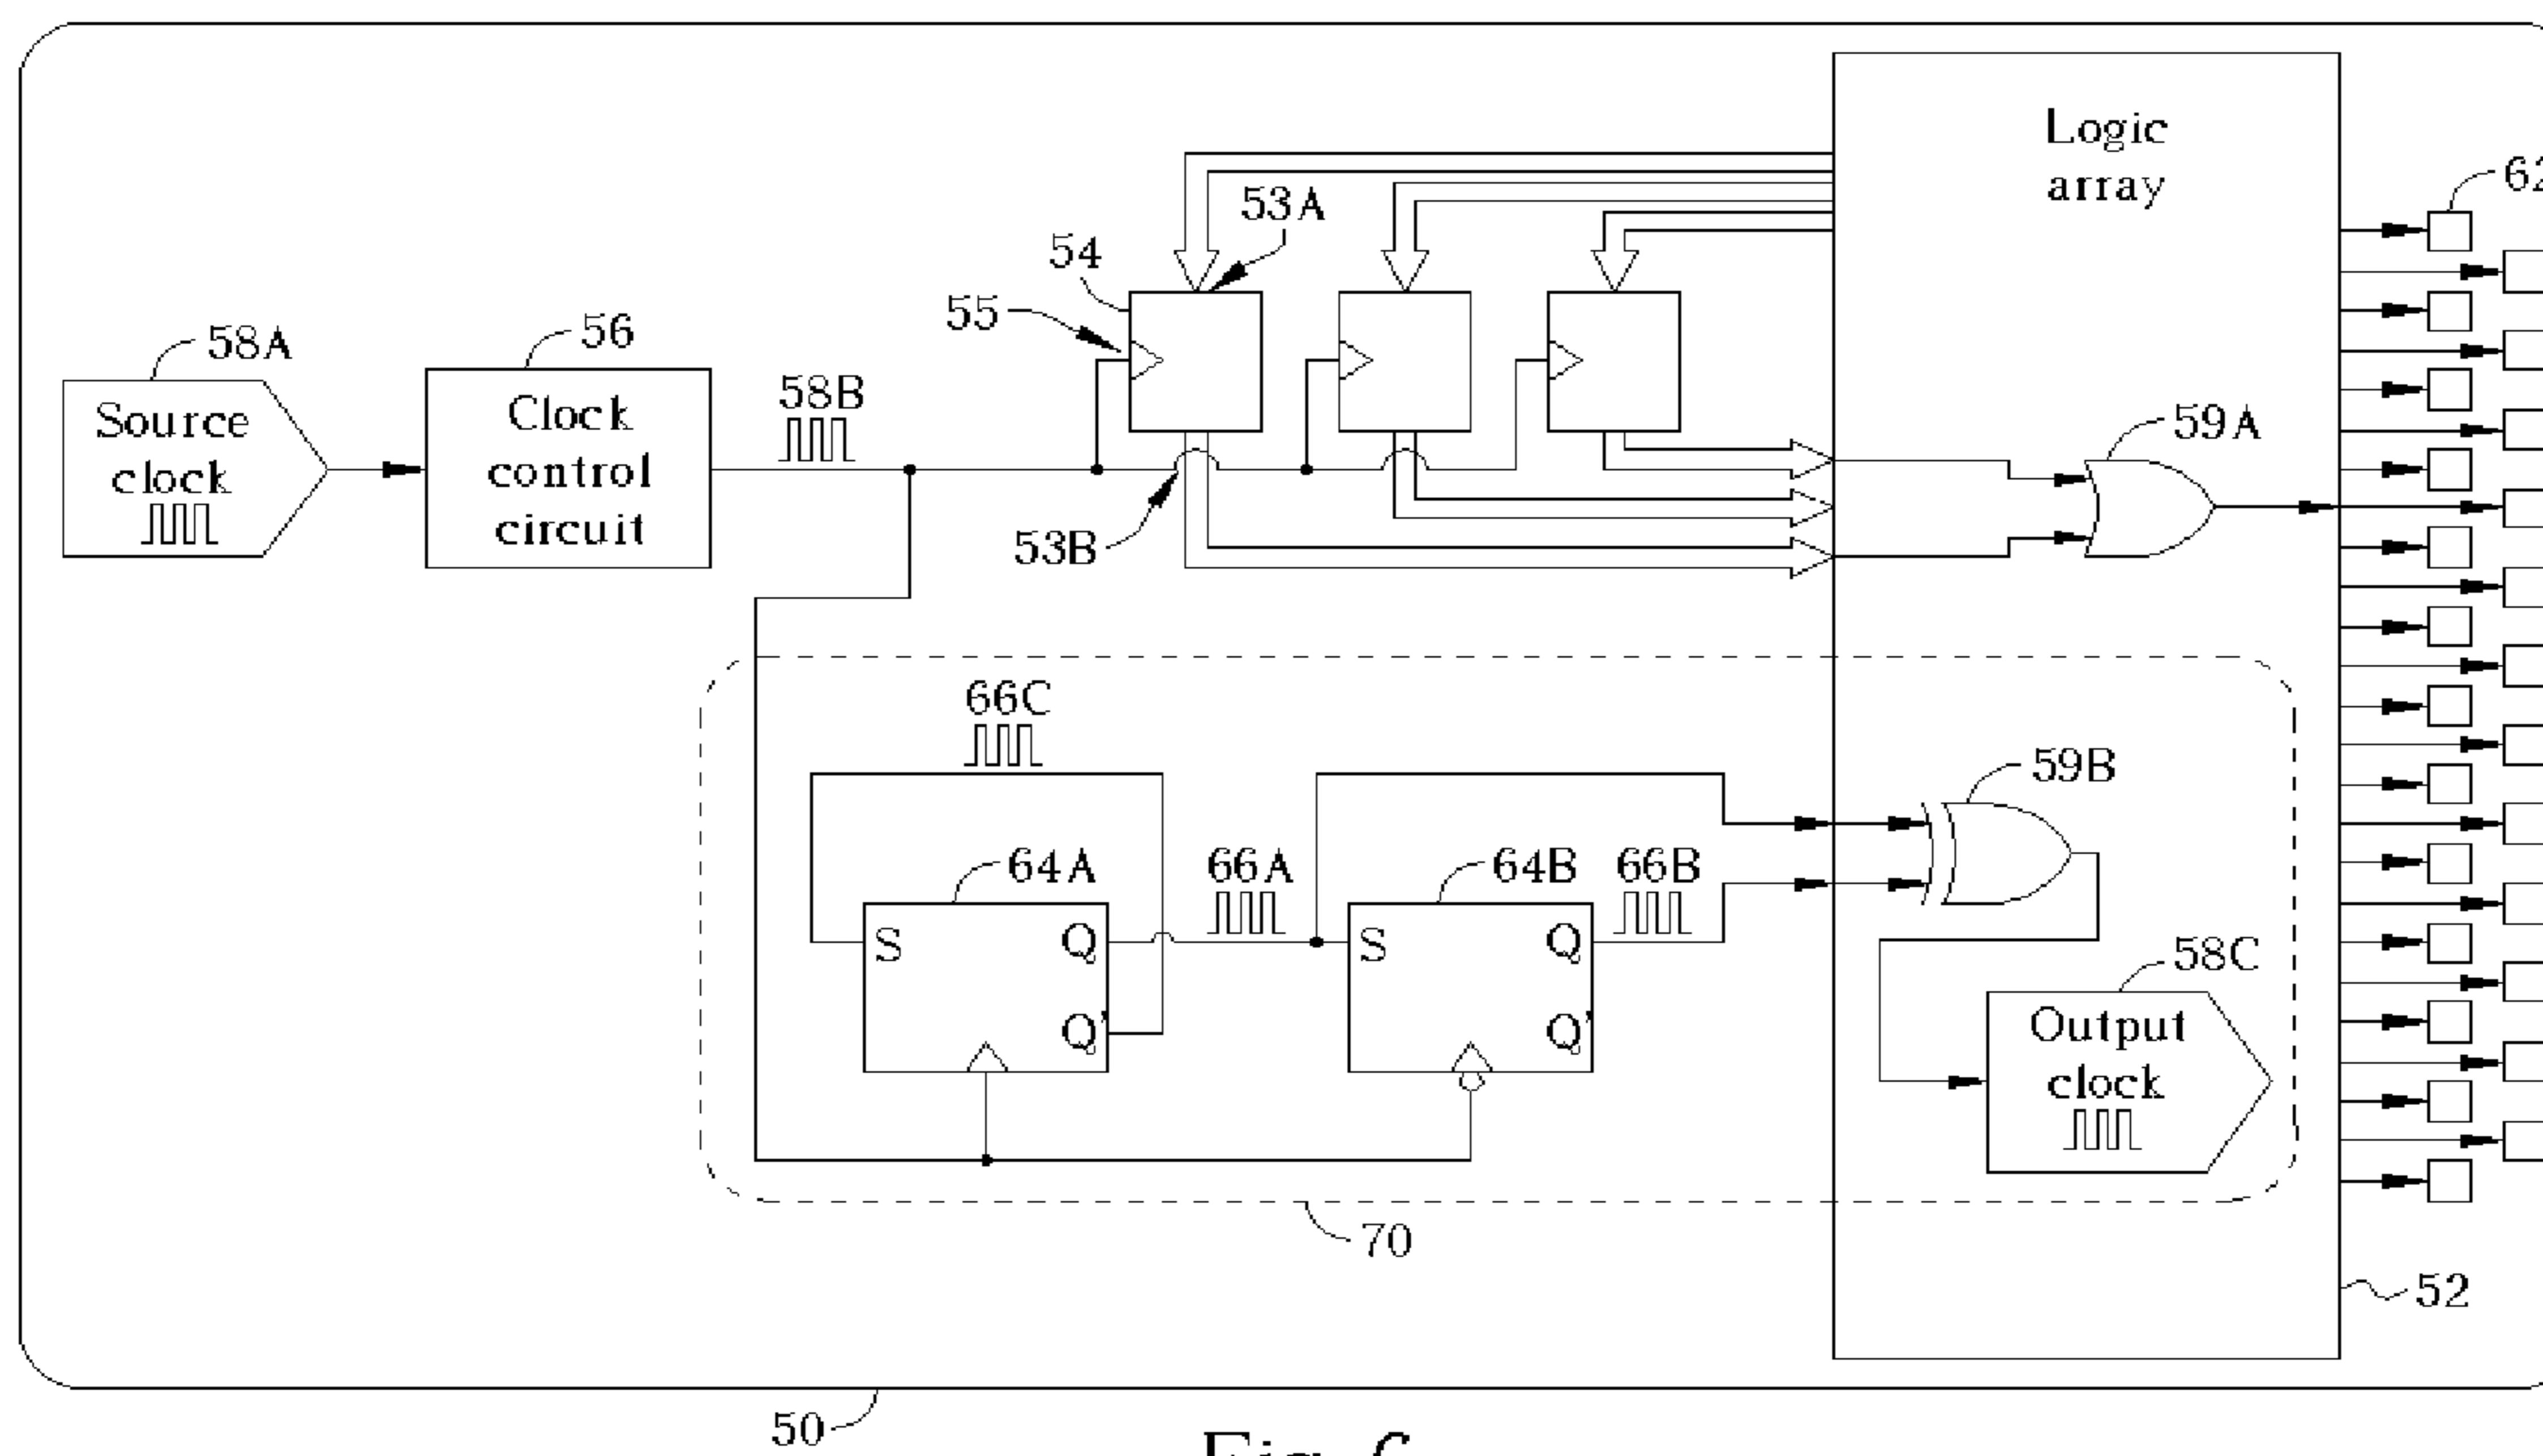 Logic
array
62
53A
54
55
58A
56
Source
clock
Clock
control
circuit
58B
59A
53B
66C
59B
64A
66A
64B
66B
S
Q
S
Q
58C
Q'
Q'
Output
clock
70
52
50